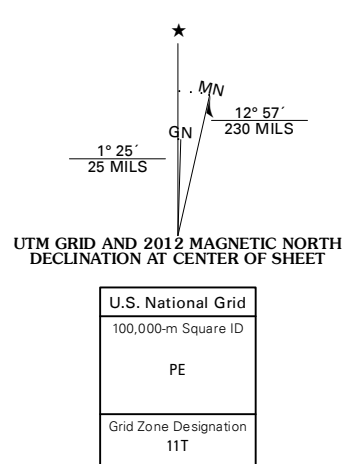 ★
MN
GN
12° 57´
230 MILS
1° 25´
25 MILS
UTM GRID AND 2012 MAGNETIC NORTH
DECLINATION AT CENTER OF SHEET
U.S. National Grid
100,000-m Square ID
PE
Grid Zone Designation
11T